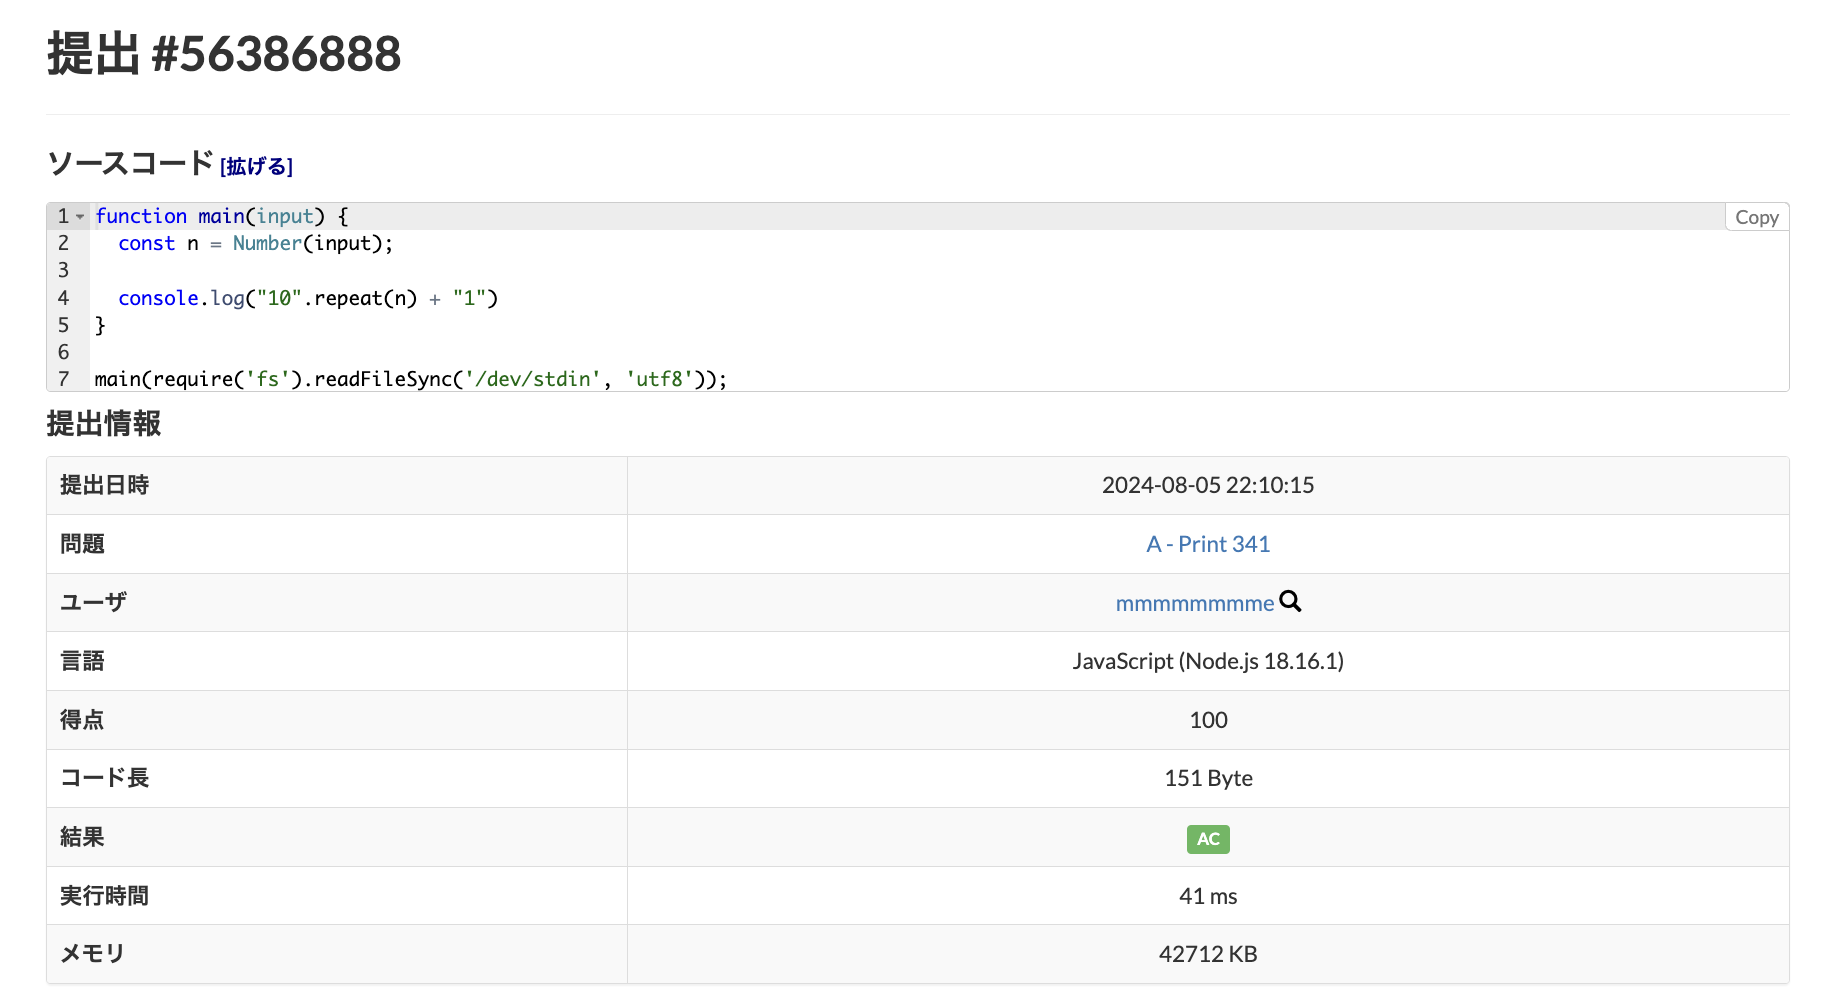 提出 #56386888
ソースコード [拡げる]
1 function main(input) {
Copy
2   const n = Number(input);
3
4   console.log("10".repeat(n) + "1")
5 }
6
7 main(require('fs').readFileSync('/dev/stdin', 'utf8'));
提出情報
提出日時 2024-08-05 22:10:15
問題 A - Print 341
ユーザ mmmmmmmme
言語 JavaScript (Node.js 18.16.1)
得点 100
コード長 151 Byte
結果 AC
実行時間 41 ms
メモリ 42712 KB